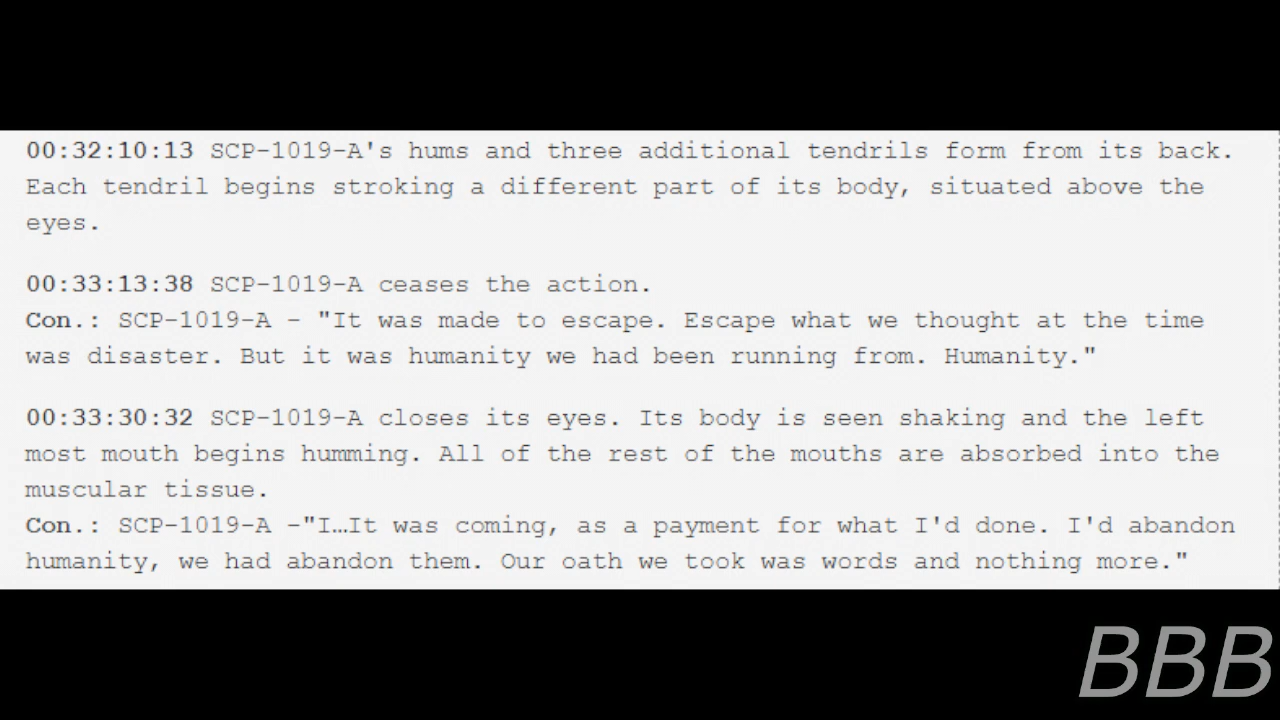 00:32:10:13 SCP-1019-A's hums and three additional tendrils form from its back.
Each tendril begins stroking a different part of its body, situated above the
eyes.
00:33:13:38 SCP-1019-A ceases the action.
Con.: SCP-1019-A - "It was made to escape. Escape what we thought at the time
was disaster. But it was humanity we had been running from. Humanity."
00:33:30:32 SCP-1019-A closes its eyes. Its body is seen shaking and the left
most mouth begins humming. All of the rest of the mouths are absorbed into the
muscular tissue.
Con.: SCP-1019-A -"I…It was coming, as a payment for what I'd done. I'd abandon
humanity, we had abandon them. Our oath we took was words and nothing more."
BBB